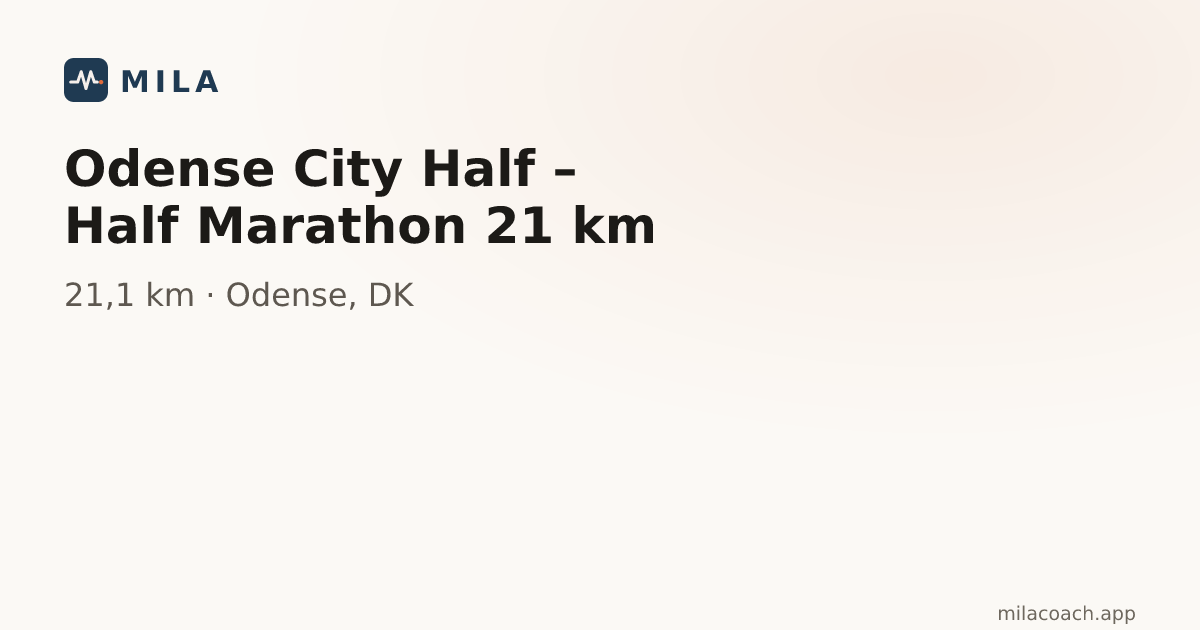 MILA
Odense City Half –
Half Marathon 21 km
21,1 km · Odense, DK
milacoach.app